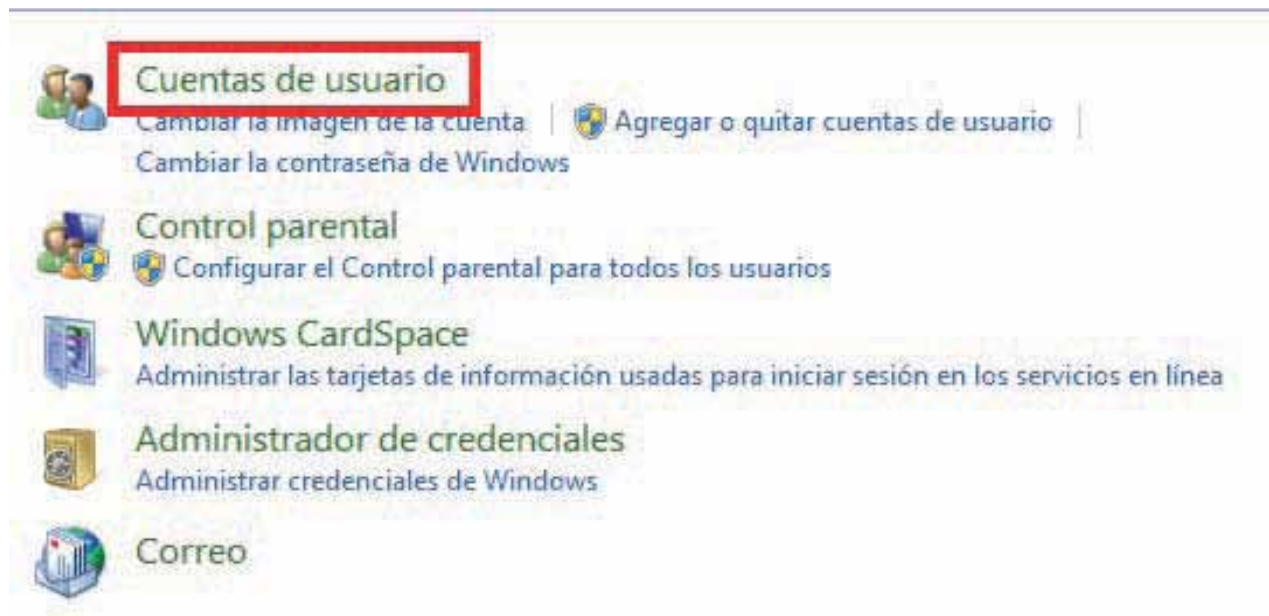 Cuentas de usuario
Cambiar la imagen de la cuenta | Agregar o quitar cuentas de usuario |
Cambiar la contraseña de Windows
Control parental
Configurar el Control parental para todos los usuarios
Windows CardSpace
Administrar las tarjetas de información usadas para iniciar sesión en los servicios en línea
Administrador de credenciales
Administrar credenciales de Windows
Correo